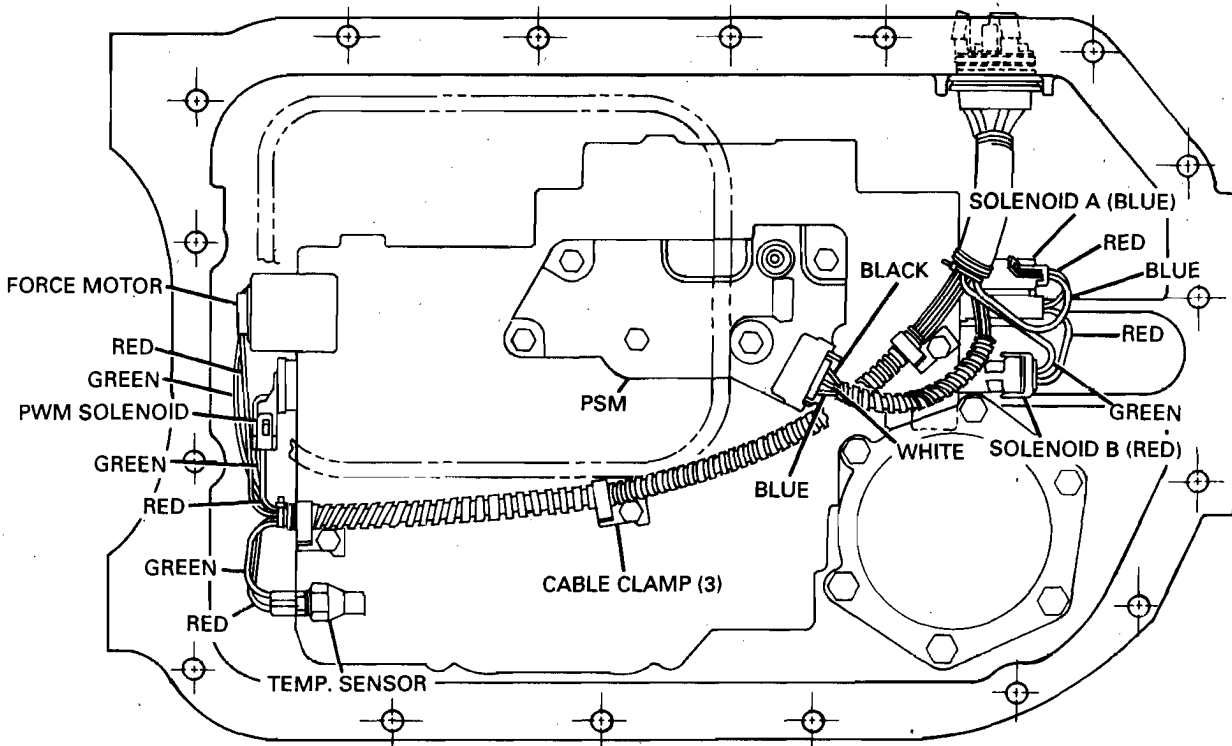 SOLENOID A (BLUE)
RED
BLACK
BLUE
FORCE MOTOR
RED
RED
GREEN
PSM
PWM SOLENOID
GREEN
WHITE
SOLENOID B (RED)
GREEN
BLUE
RED
GREEN
CABLE CLAMP (3)
RED
TEMP. SENSOR